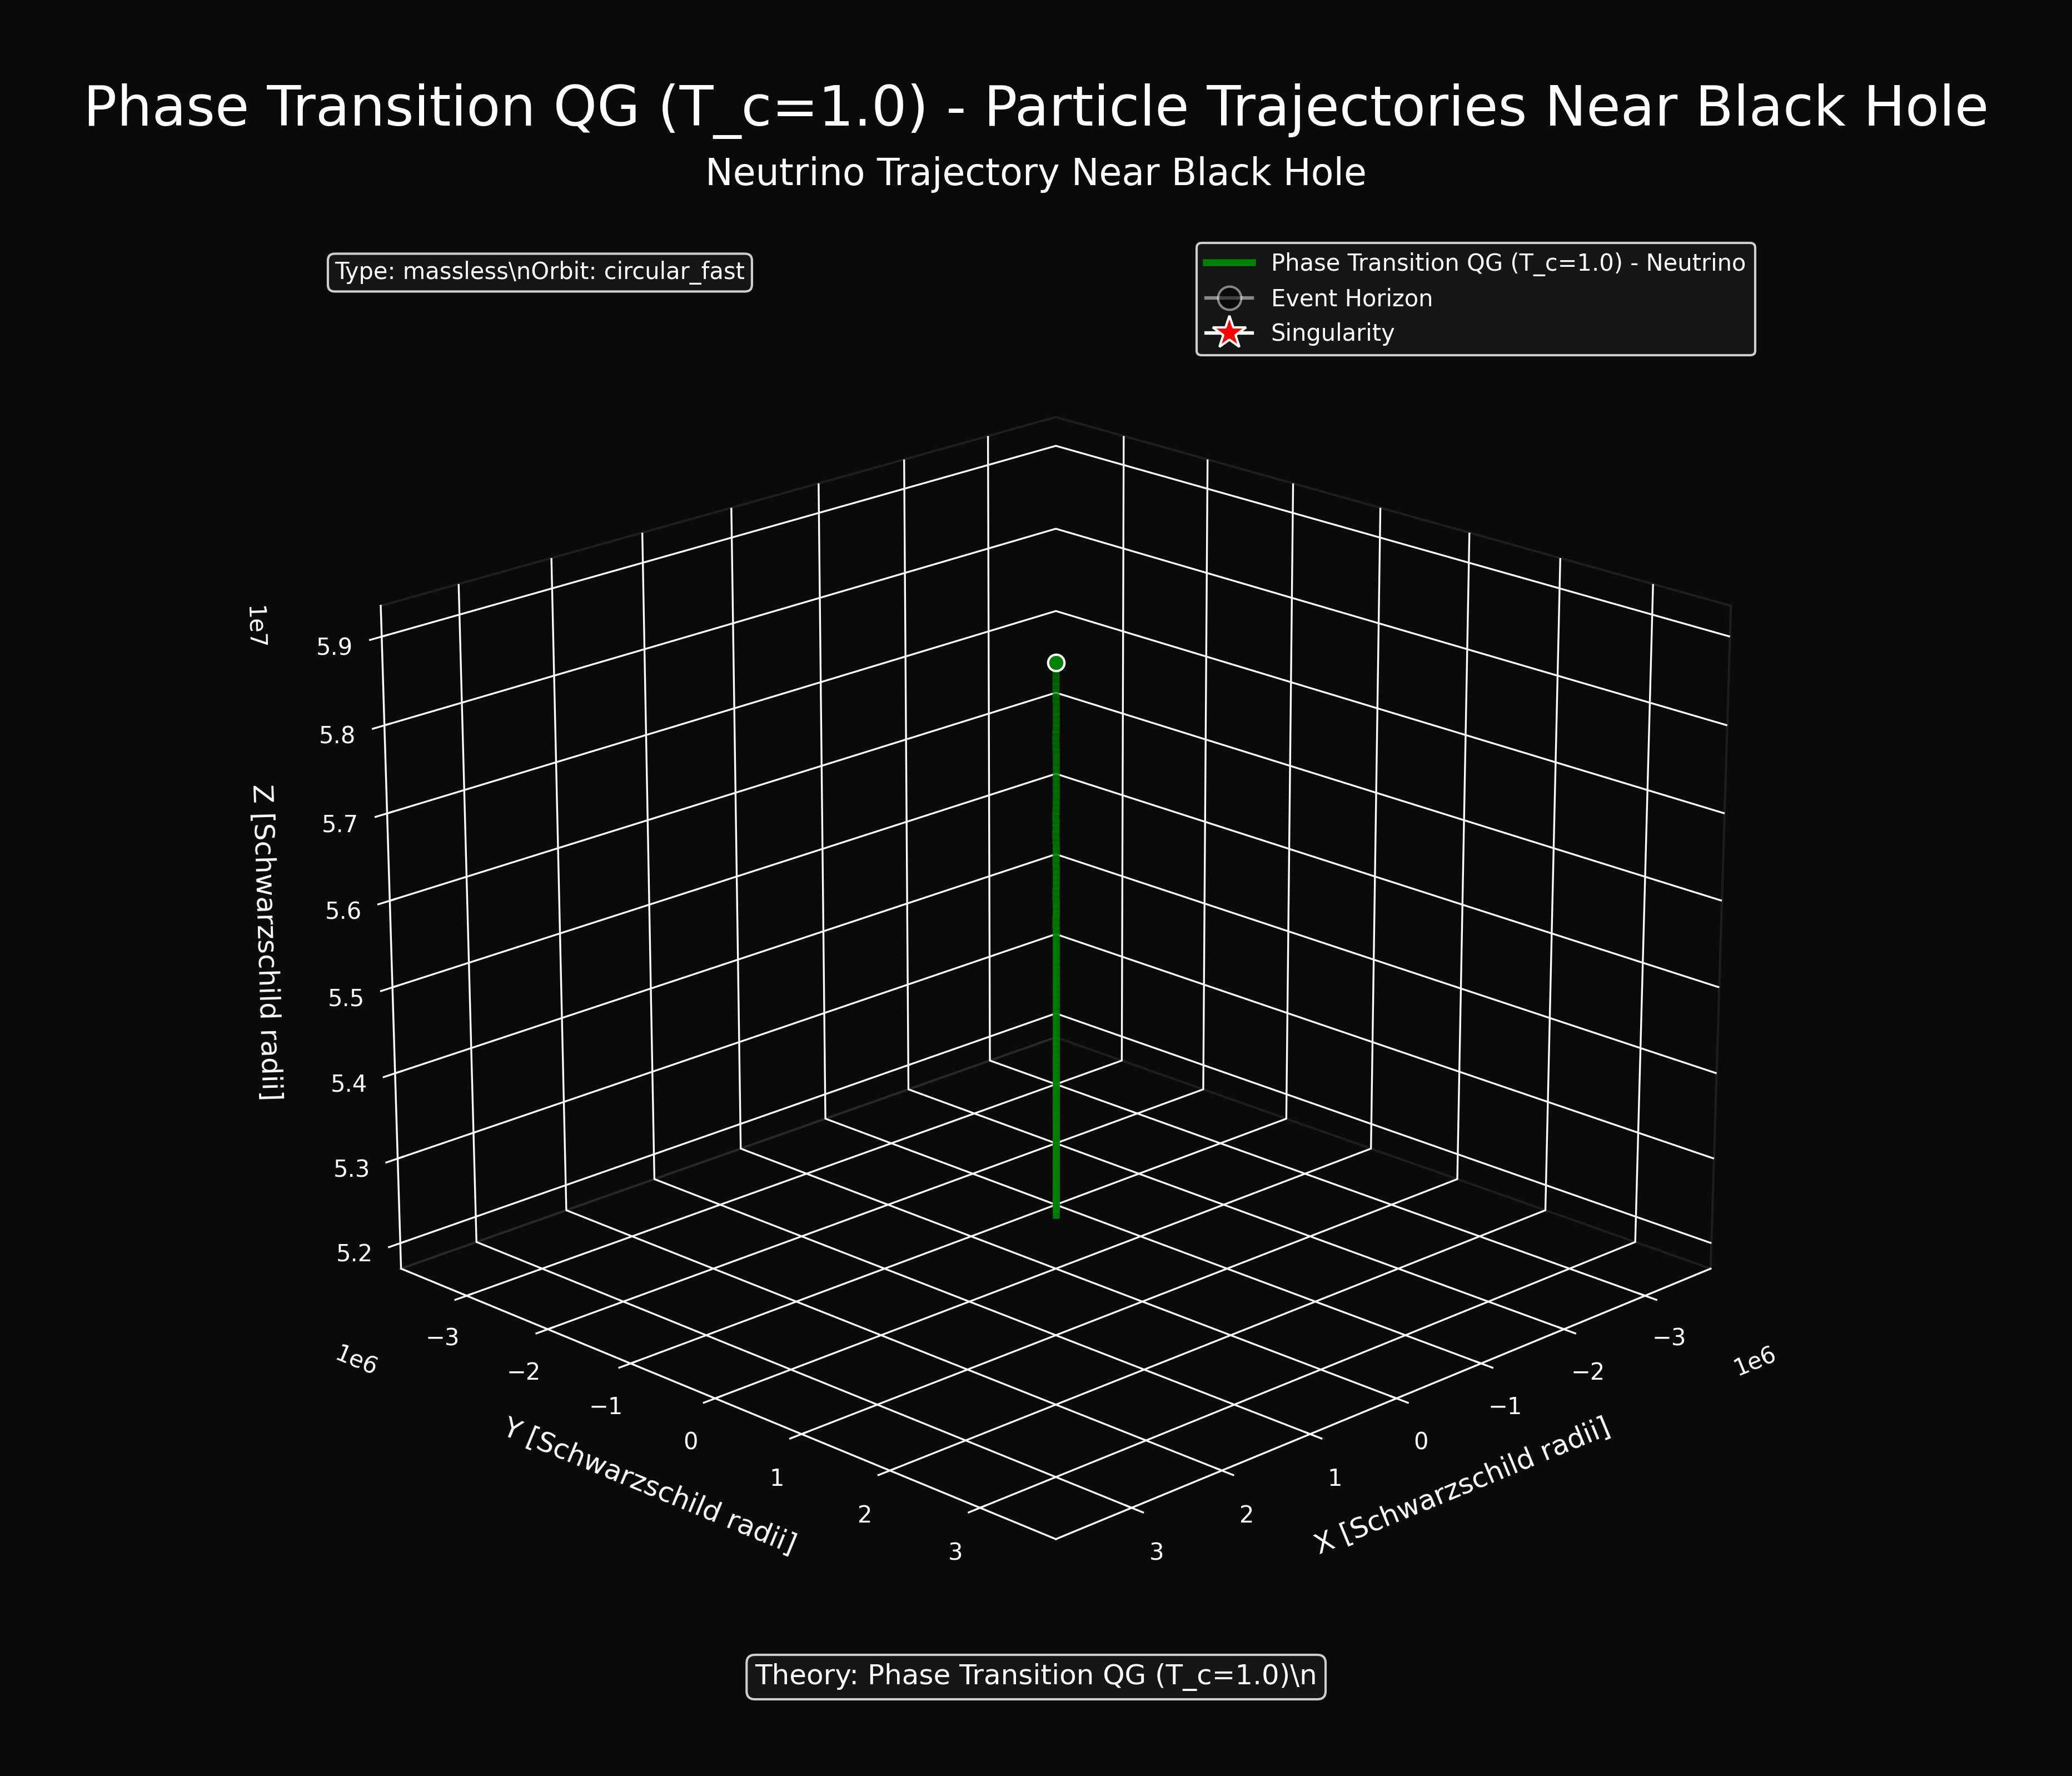 Phase Transition QG (T_c=1.0) - Particle Trajectories Near Black Hole
Neutrino Trajectory Near Black Hole
Type: massless\nOrbit: circular_fast
Phase Transition QG (T_c=1.0) - Neutrino
Event Horizon
Singularity
1e7
5.9
5.8
5.7
5.6
5.5
5.4
5.3
5.2
Z [Schwarzschild radii]
1e6
−3
−2
−1
0
1
2
3
Y [Schwarzschild radii]
3
2
1
0
−1
−2
−3
1e6
X [Schwarzschild radii]
Theory: Phase Transition QG (T_c=1.0)\n